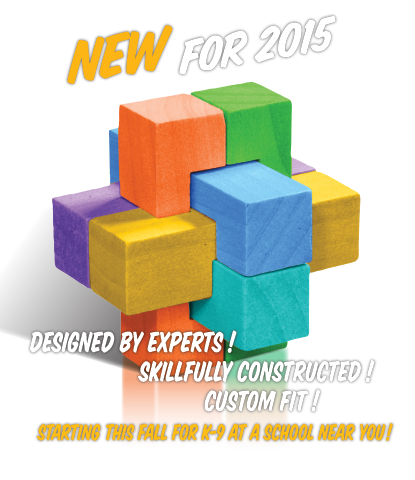 NEW FOR 2015
DESIGNED BY EXPERTS !
SKILLFULLY CONSTRUCTED !
CUSTOM FIT !
STARTING THIS FALL FOR K-9 AT A SCHOOL NEAR YOU!